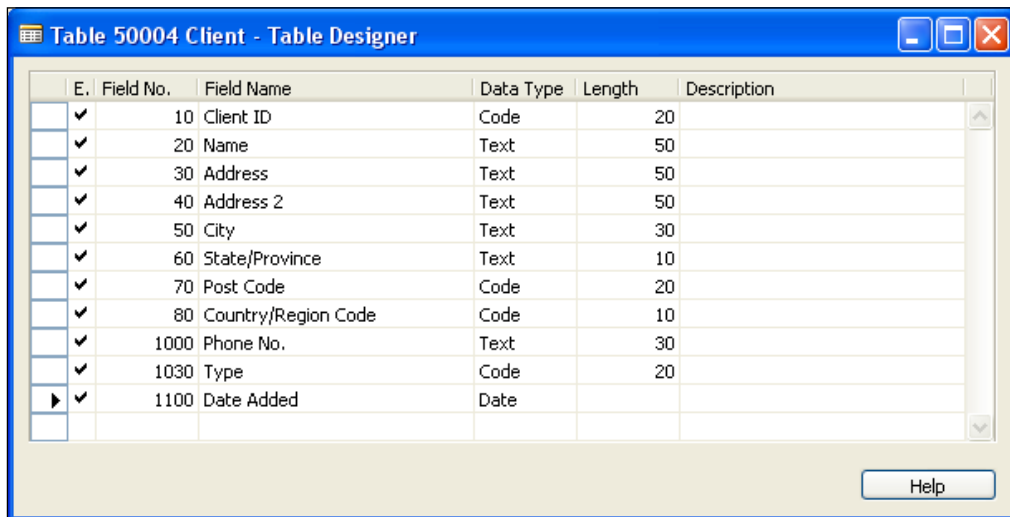 Table 50004 Client - Table Designer
E. Field No. Field Name Data Type Length Description
10 Client ID Code 20
20 Name Text 50
30 Address Text 50
40 Address 2 Text 50
50 City Text 30
60 State/Province Text 10
70 Post Code Code 20
80 Country/Region Code Code 10
1000 Phone No. Text 30
1030 Type Code 20
1100 Date Added Date
Help